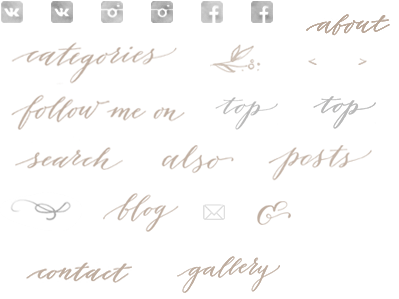 about
categories
< >
follow me on top top
search also posts
blog &
contact gallery